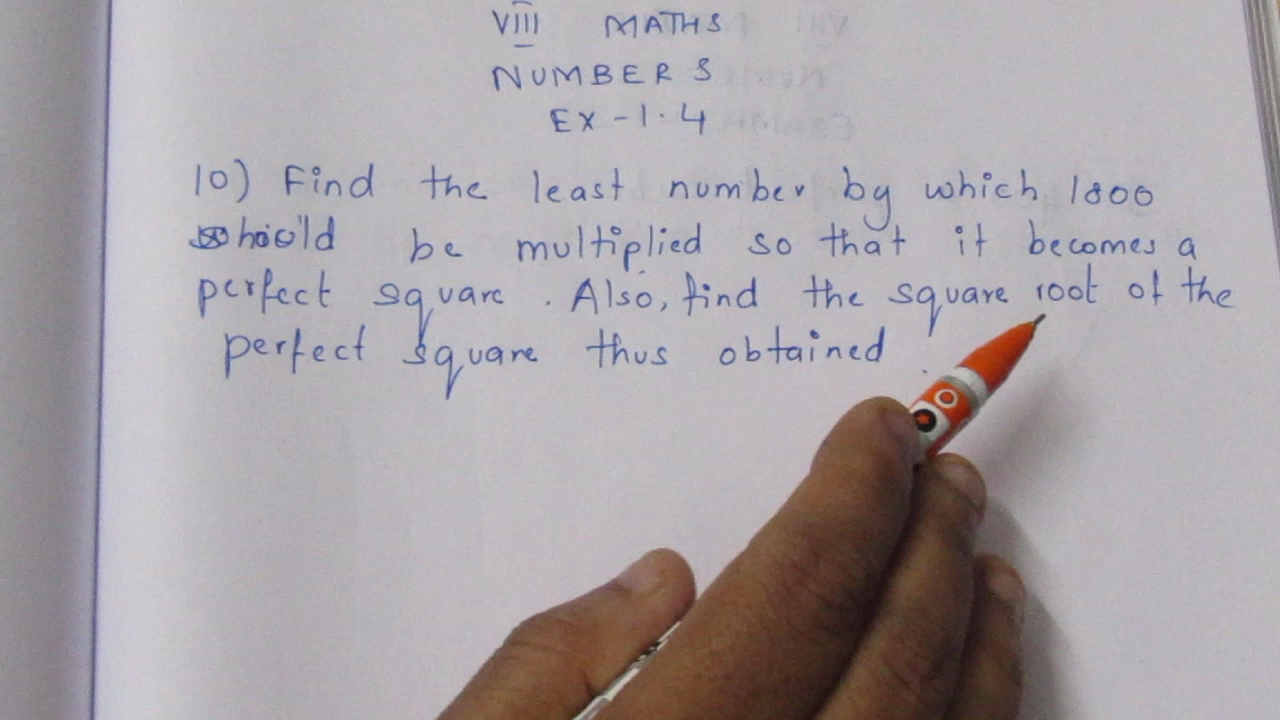 VIII MATHS
NUMBERS
EX - 1.4
10) Find the least number by which 1800
should be multiplied so that it becomes a
perfect square. Also, find the square root of the
perfect square thus obtained.